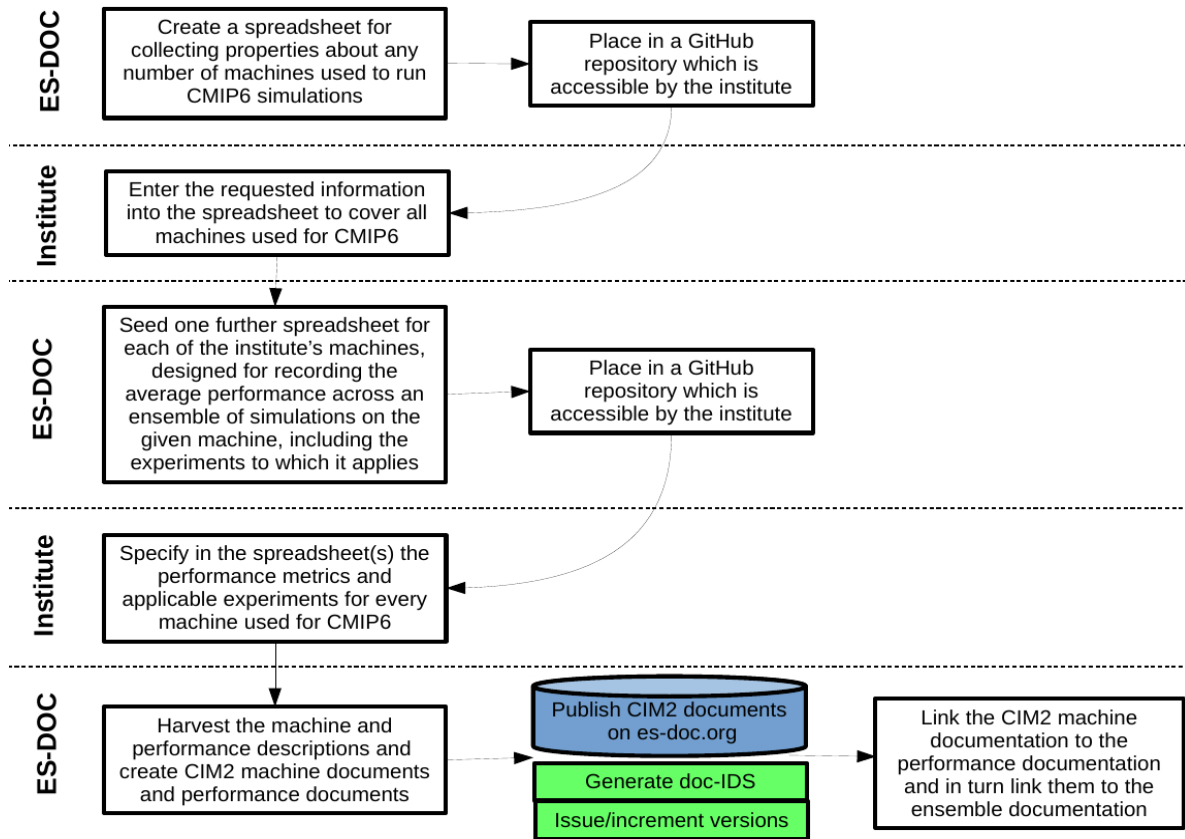 ES-DOC
Create a spreadsheet for
collecting properties about any
number of machines used to run
CMIP6 simulations
Place in a GitHub
repository which is
accessible by the institute
Institute
Enter the requested information
into the spreadsheet to cover all
machines used for CMIP6
ES-DOC
Seed one further spreadsheet for
each of the institute's machines,
designed for recording the
average performance across an
ensemble of simulations on the
given machine, including the
experiments to which it applies
Place in a GitHub
repository which is
accessible by the institute
Institute
Specify in the spreadsheet(s) the
performance metrics and
applicable experiments for every
machine used for CMIP6
ES-DOC
Harvest the machine and
performance descriptions and
create CIM2 machine documents
and performance documents
Publish CIM2 documents
on es-doc.org
Generate doc-IDS
Issue/increment versions
Link the CIM2 machine
documentation to the
performance documentation
and in turn link them to the
ensemble documentation